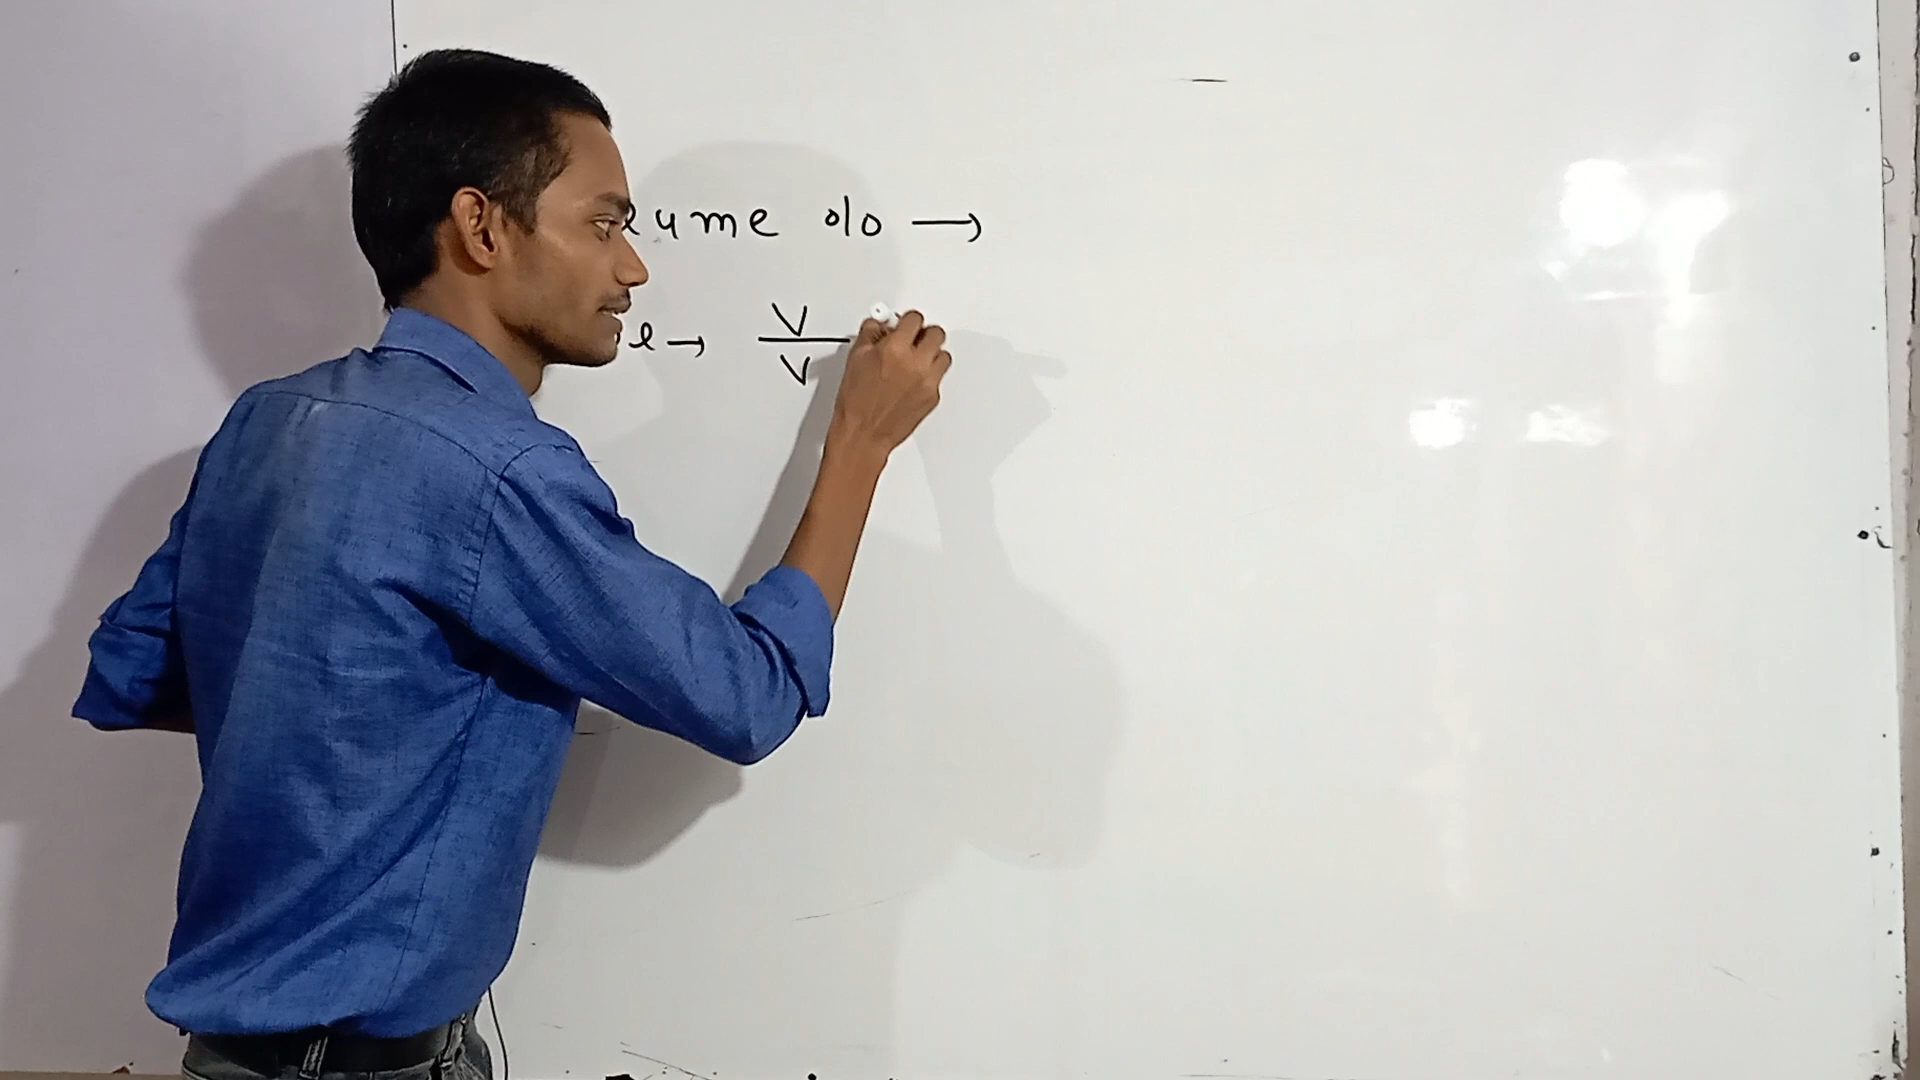 ume % →
l → V/V